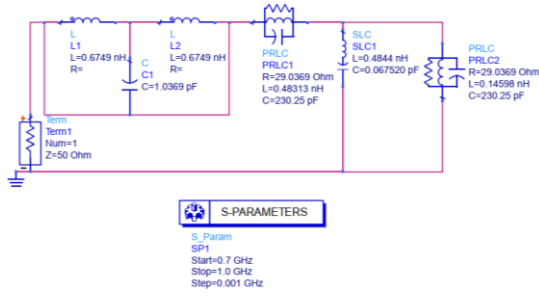 L
L1
L=0.6749 nH
R=
C
C1
C=1.0369 pF
L
L2
L=0.6749 nH
R=
PRLC
PRLC1
R=29.0369 Ohm
L=0.48313 nH
C=230.25 pF
SLC
SLC1
L=0.4844 nH
C=0.067520 pF
PRLC
PRLC2
R=29.0369 Ohm
L=0.14598 nH
C=230.25 pF
+
Term
Term1
Num=1
Z=50 Ohm
-
S-PARAMETERS
S_Param
SP1
Start=0.7 GHz
Stop=1.0 GHz
Step=0.001 GHz